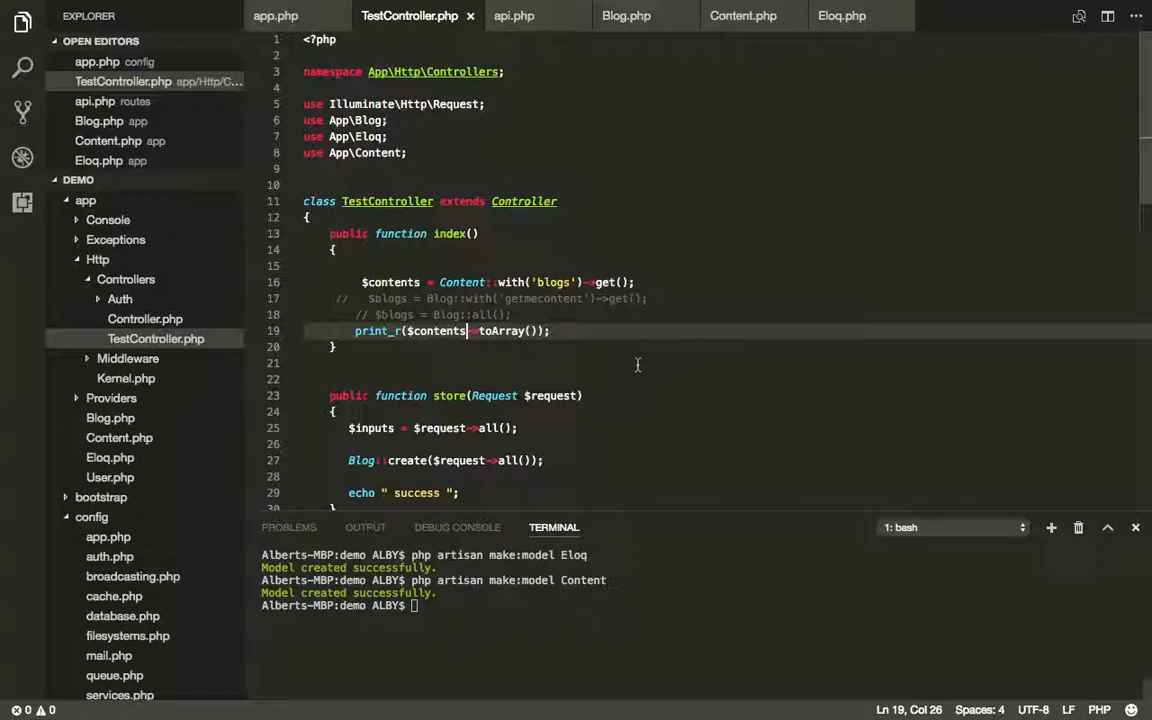 EXPLORER
OPEN EDITORS
app.php config
TestController.php app/Http/C...
api.php routes
Blog.php app
Content.php app
Eloq.php app
DEMO
app
Console
Exceptions
Http
Controllers
Auth
Controller.php
TestController.php
Middleware
Kernel.php
Providers
Blog.php
Content.php
Eloq.php
User.php
bootstrap
config
app.php
auth.php
broadcasting.php
cache.php
database.php
filesystems.php
mail.php
queue.php
services.php
app.php TestController.php api.php Blog.php Content.php Eloq.php
1 <?php
2
3 namespace App\Http\Controllers;
4
5 use Illuminate\Http\Request;
6 use App\Blog;
7 use App\Eloq;
8 use App\Content;
9
10
11 class TestController extends Controller
12 {
13 public function index()
14 {
15
16 $contents = Content::with('blogs')->get();
17 // $blogs = Blog::with('getmecontent')->get();
18 // $blogs = Blog::all();
19 print_r($contents->toArray());
20 }
21
22
23 public function store(Request $request)
24 {
25 $inputs = $request->all();
26
27 Blog::create($request->all());
28
29 echo " success ";
30 }
PROBLEMS OUTPUT DEBUG CONSOLE TERMINAL 1: bash
Alberts-MBP:demo ALBY$ php artisan make:model Eloq
Model created successfully.
Alberts-MBP:demo ALBY$ php artisan make:model Content
Model created successfully.
Alberts-MBP:demo ALBY$
0 0 Ln 19, Col 26 Spaces: 4 UTF-8 LF PHP